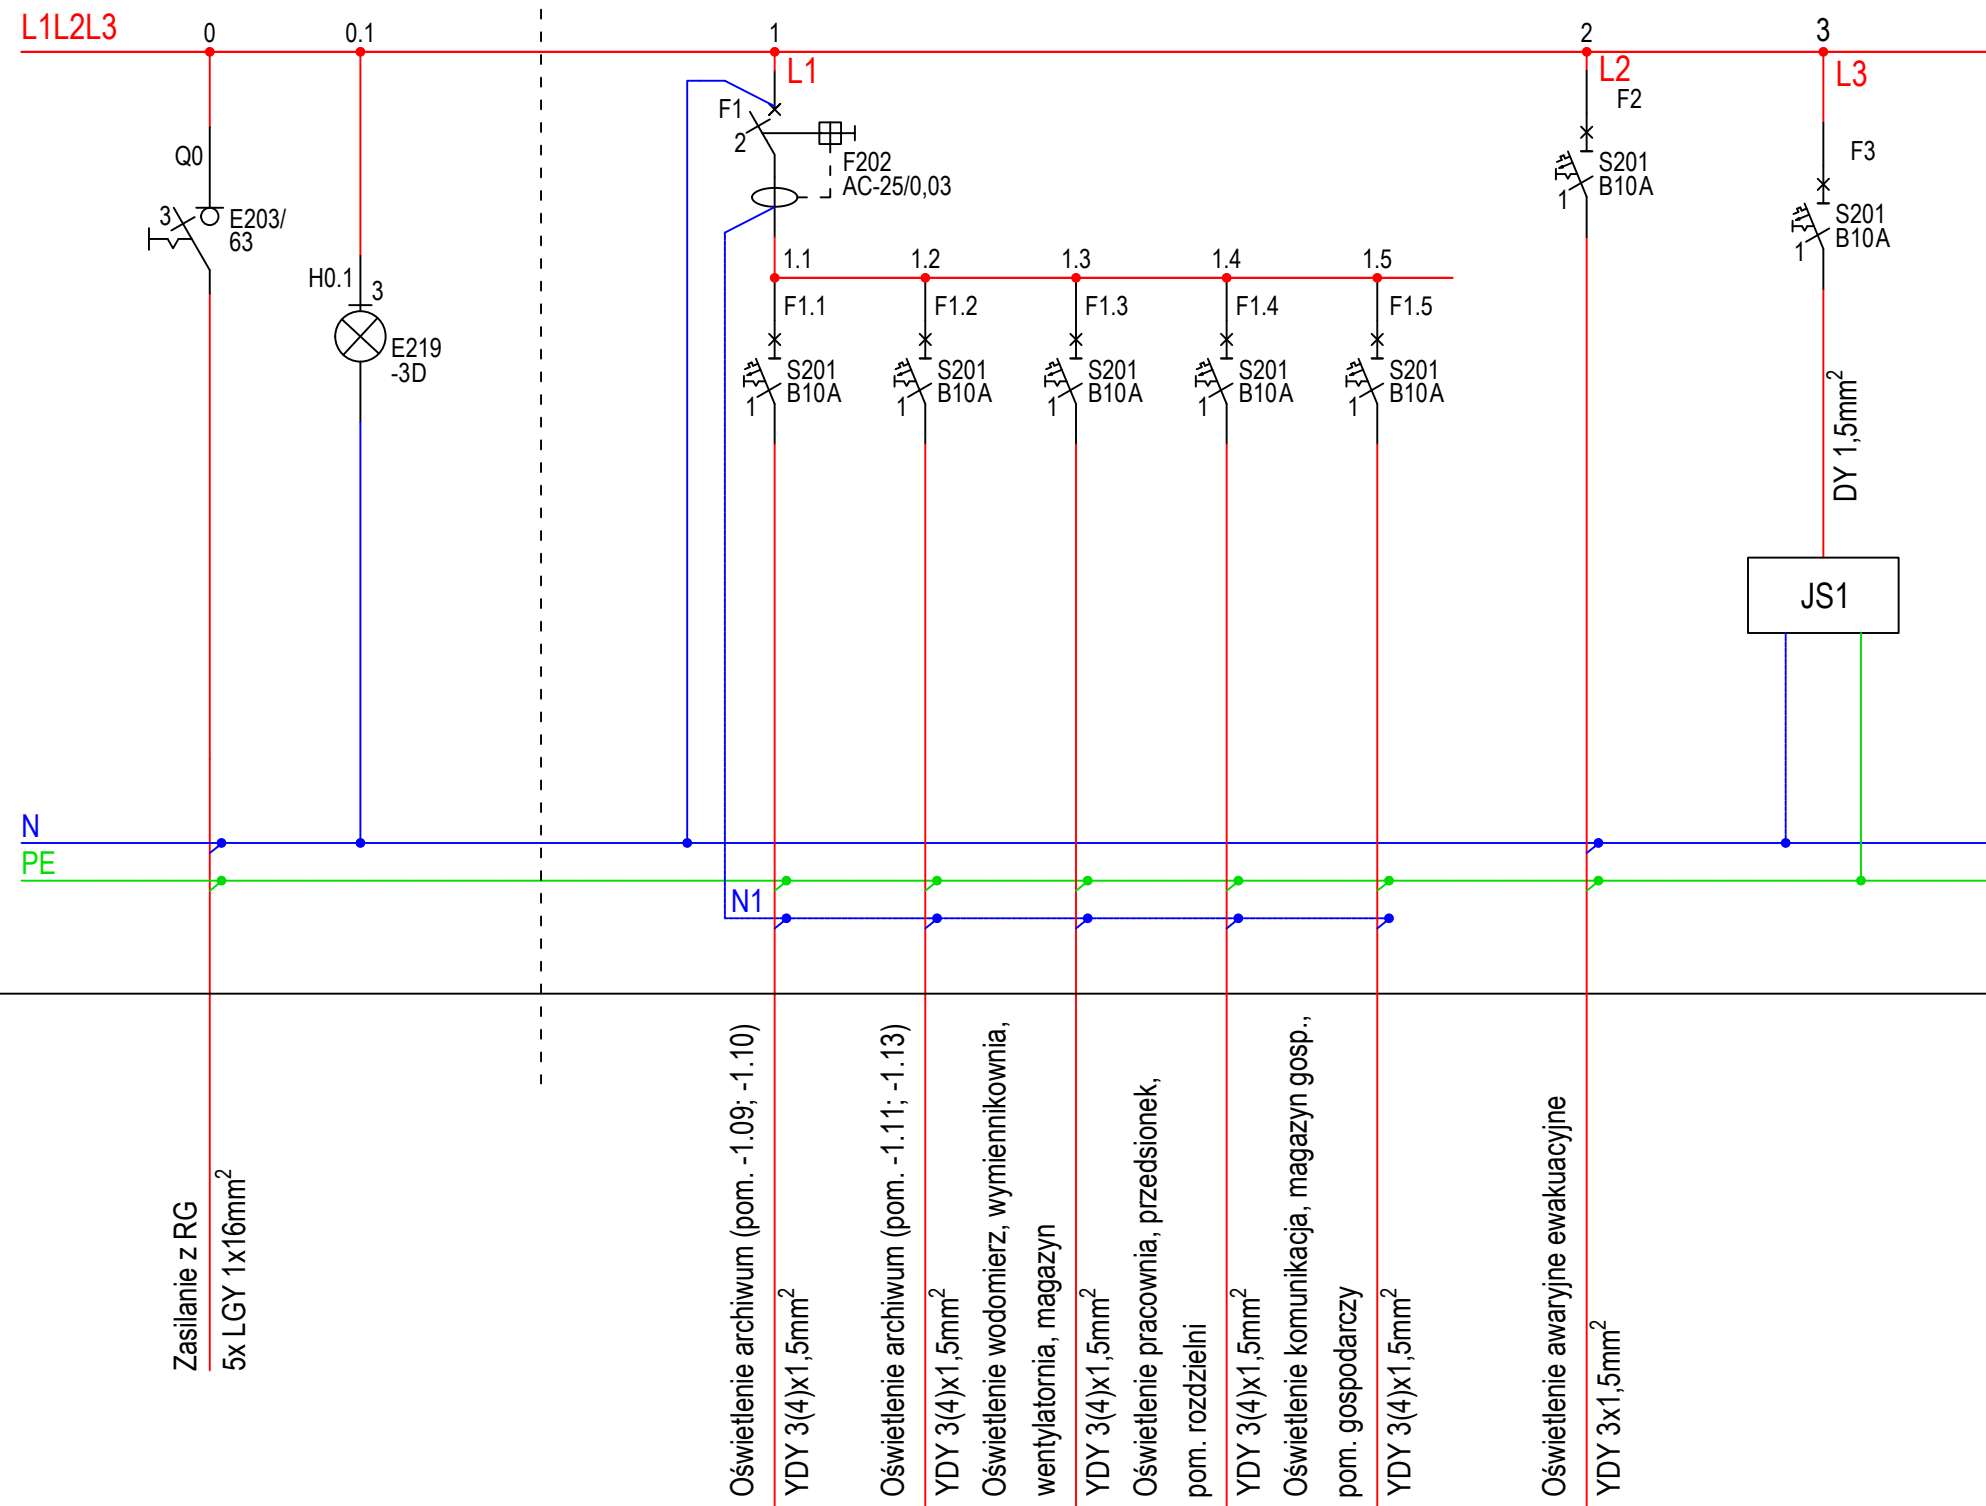 L1L2L3
0
0.1
1
2
3
L1
L2
L3
Q0
3
E203/
63
H0.1
3
E219
-3D
F1
2
F202
AC-25/0,03
F2
S201
B10A
1
F3
S201
B10A
1
1.1
1.2
1.3
1.4
1.5
F1.1
F1.2
F1.3
F1.4
F1.5
S201
B10A
1
S201
B10A
1
S201
B10A
1
S201
B10A
1
S201
B10A
1
DY 1,5mm²
JS1
N
PE
N1
Zasilanie z RG
5x LGY 1x16mm²
Oświetlenie archiwum (pom. -1.09; -1.10)
YDY 3(4)x1,5mm²
Oświetlenie archiwum (pom. -1.11; -1.13)
YDY 3(4)x1,5mm²
Oświetlenie wodomierz, wymiennikownia,
wentylatornia, magazyn
YDY 3(4)x1,5mm²
Oświetlenie pracownia, przedsionek,
pom. rozdzielni
YDY 3(4)x1,5mm²
Oświetlenie komunikacja, magazyn gosp.,
pom. gospodarczy
YDY 3(4)x1,5mm²
Oświetlenie awaryjne ewakuacyjne
YDY 3x1,5mm²